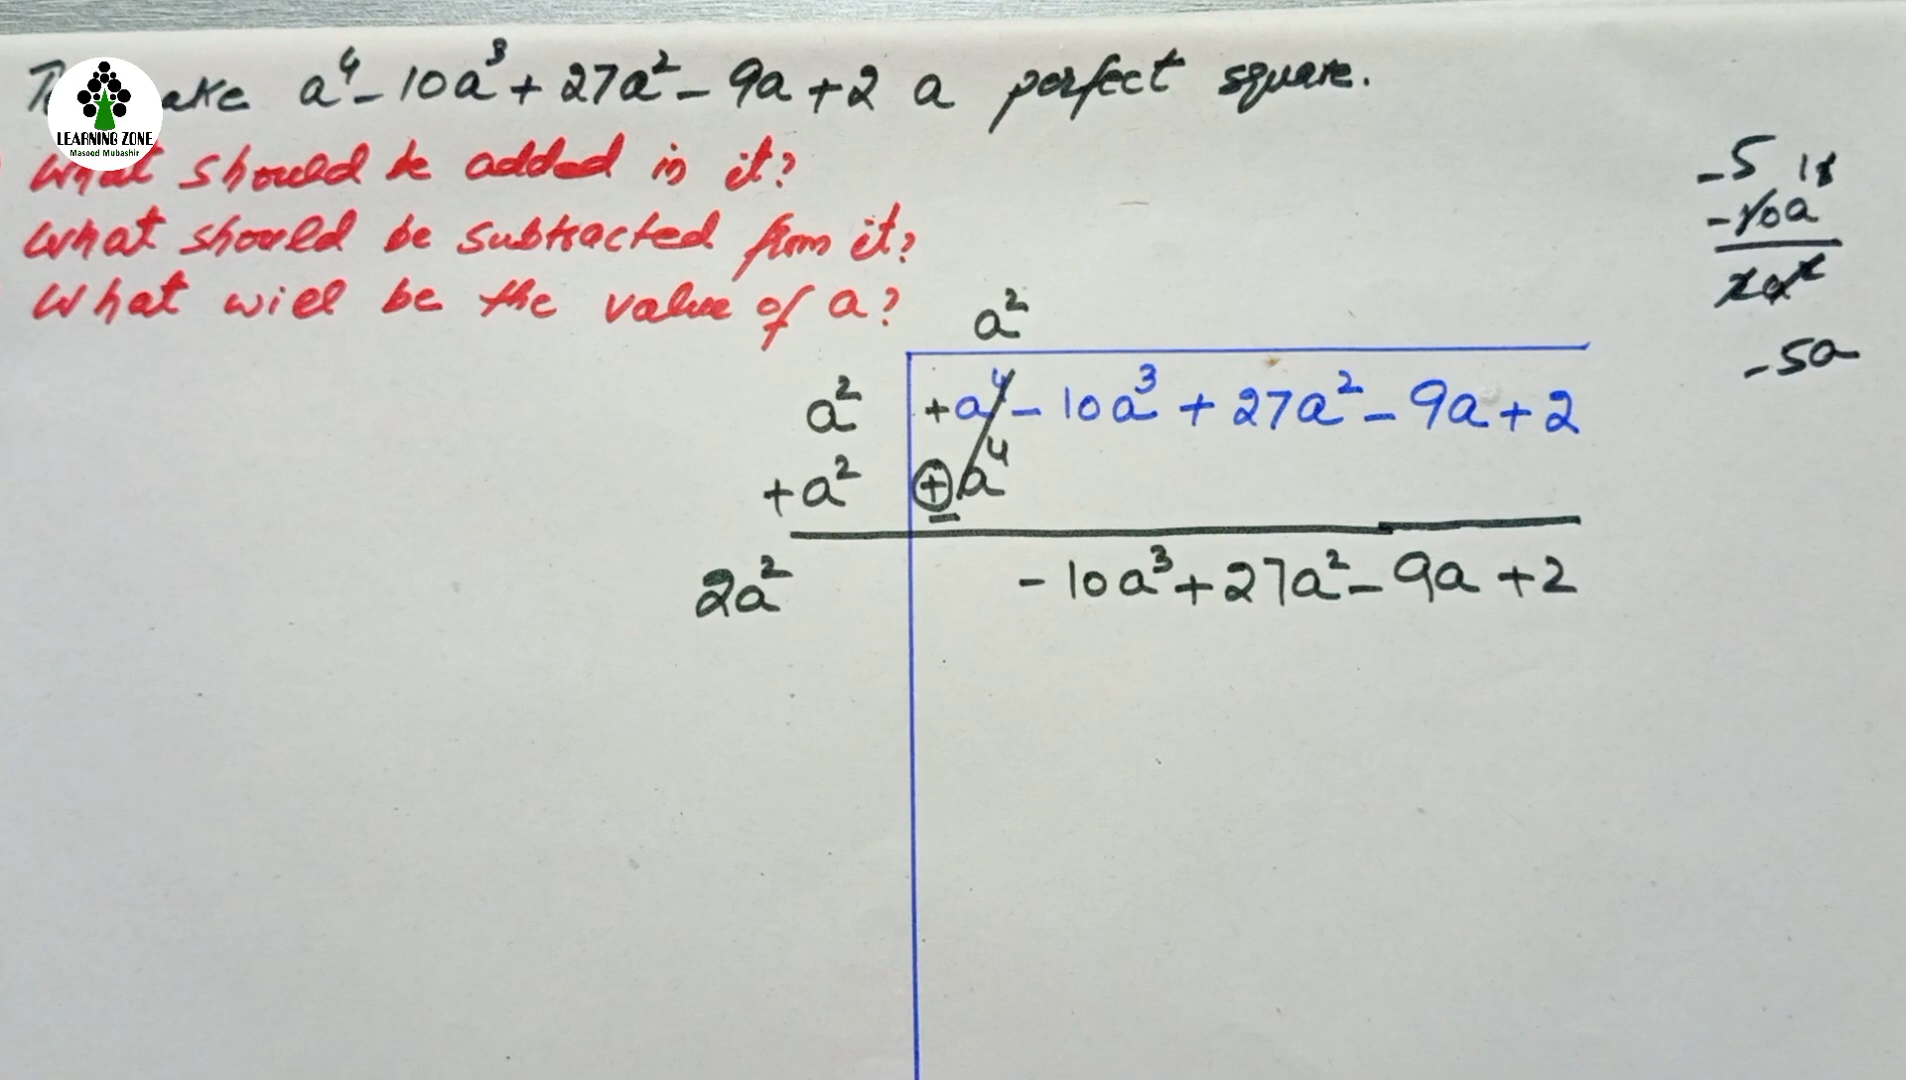 a⁴ - 10a³ + 27a² - 9a + 2 a perfect square.
LEARNING ZONE
Masood Mubashir
What should be added in it?
What should be subtracted from it?
What will be the value of a?
-5
-10a
-5a
a²
a² +a⁴ - 10a³ + 27a² - 9a + 2
+a² + a⁴
2a² - 10a³ + 27a² - 9a + 2